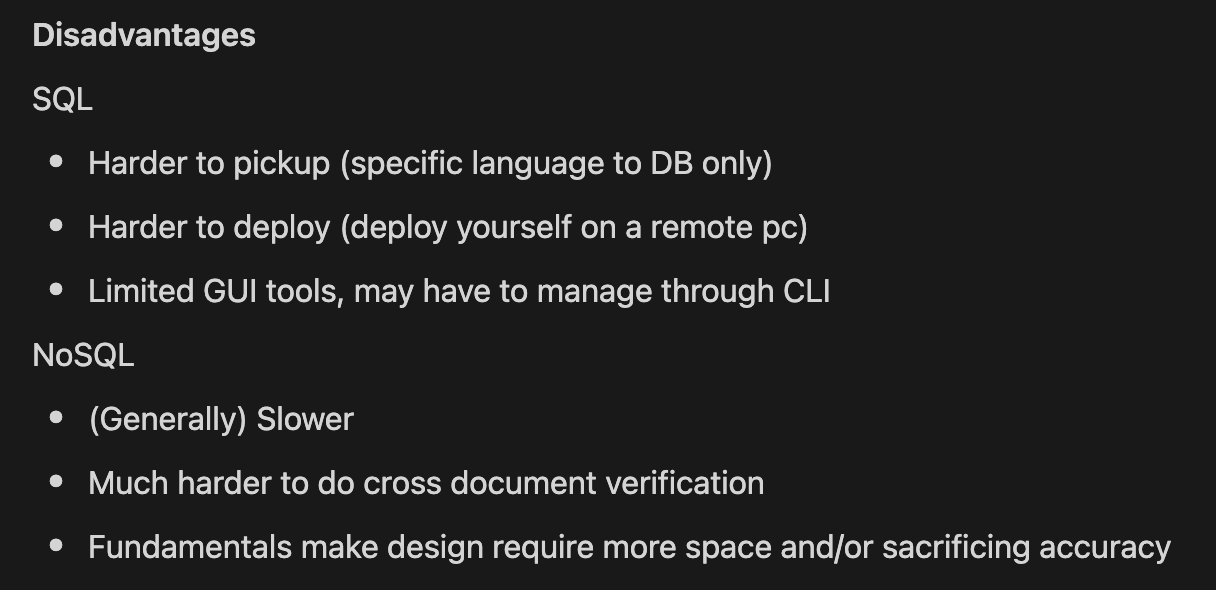 Disadvantages
SQL
• Harder to pickup (specific language to DB only)
• Harder to deploy (deploy yourself on a remote pc)
• Limited GUI tools, may have to manage through CLI
NoSQL
• (Generally) Slower
• Much harder to do cross document verification
• Fundamentals make design require more space and/or sacrificing accuracy